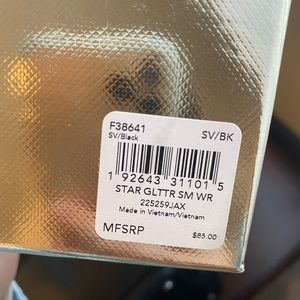 F38641 SV/BK
SV/Black
1 92643 31101 5
STAR GLTTR SM WR
225259JAX
Made in Vietnam/Vietnam
MFSRP $85.00